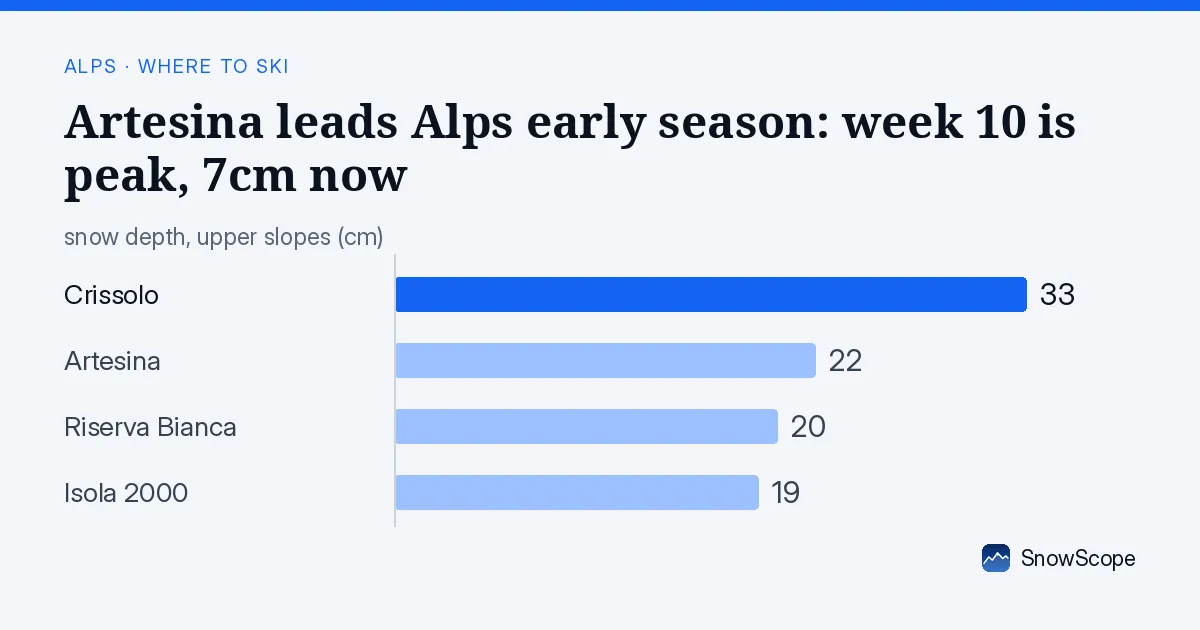 ALPS · WHERE TO SKI
Artesina leads Alps early season: week 10 is
peak, 7cm now
snow depth, upper slopes (cm)
Crissolo 33
Artesina 22
Riserva Bianca 20
Isola 2000 19
SnowScope